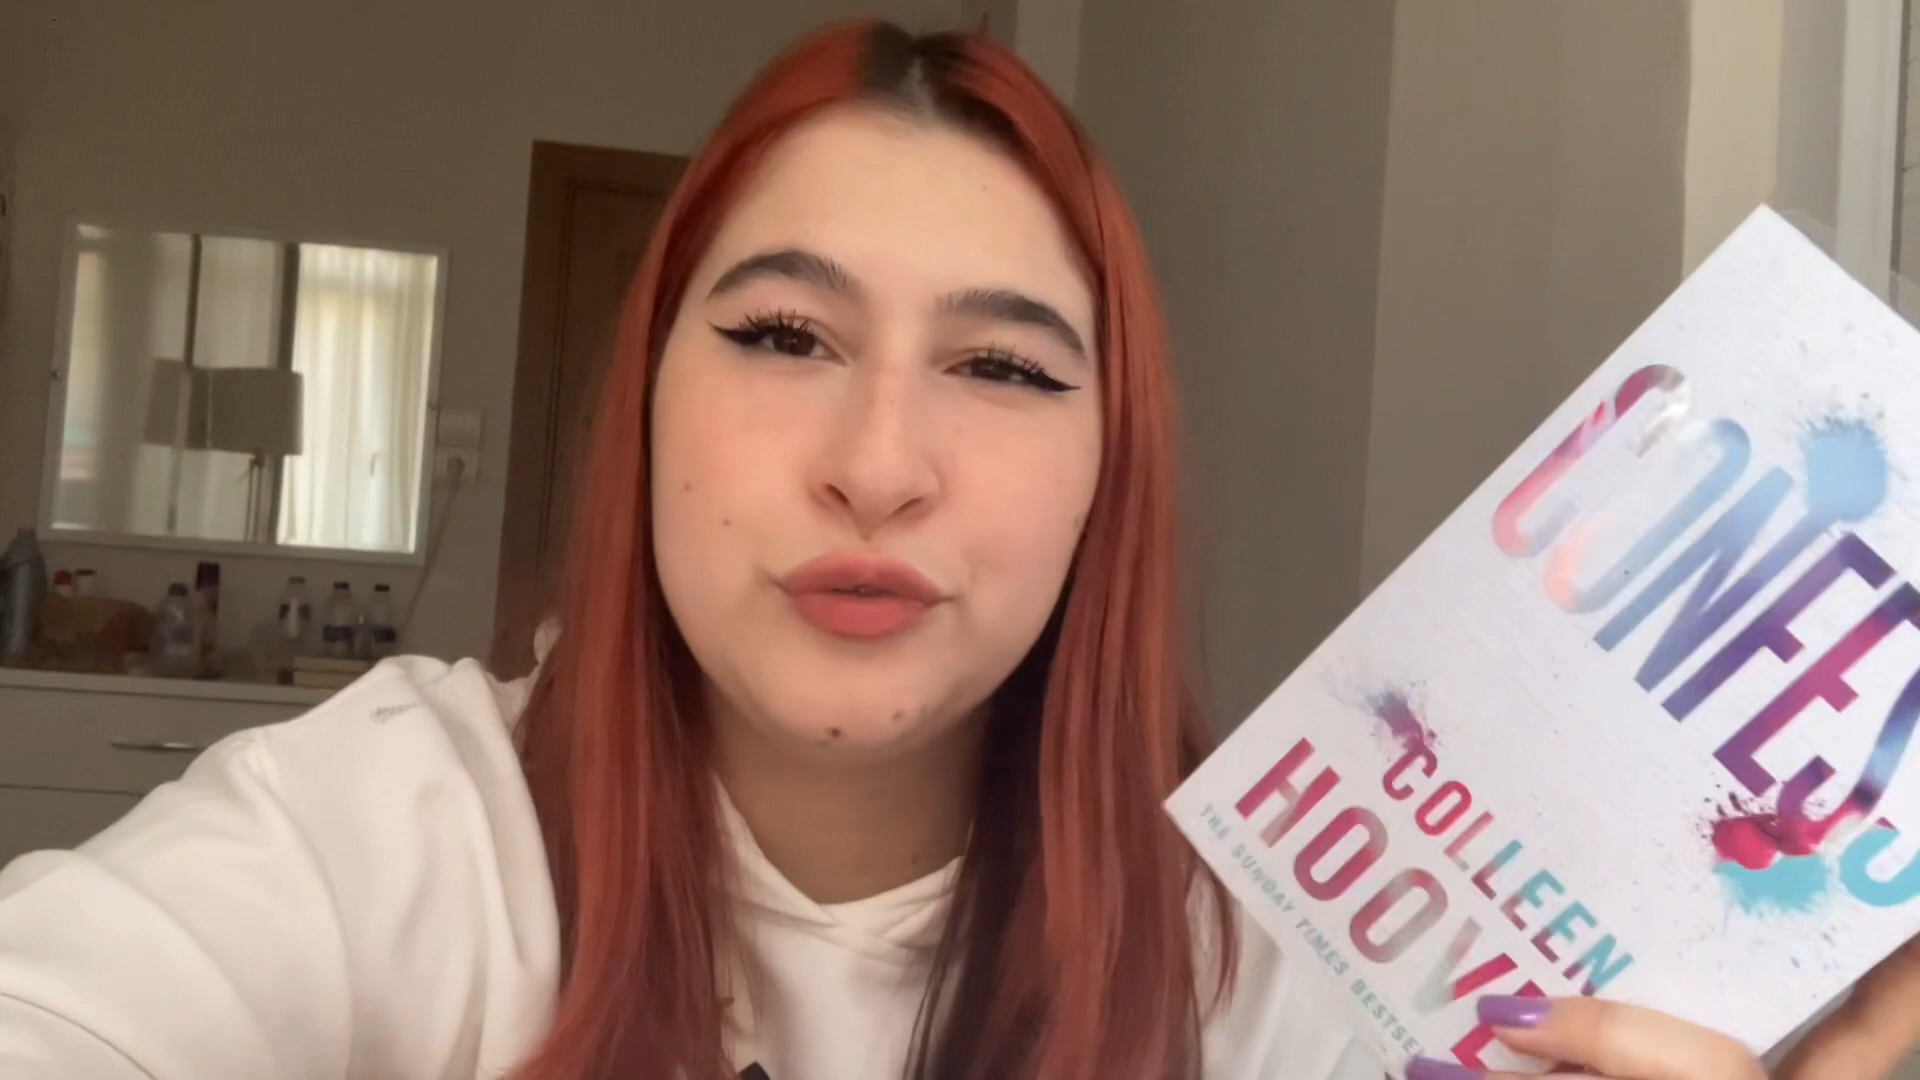 CONFESS
COLLEEN
HOOVE
THE SUNDAY TIMES BESTSE